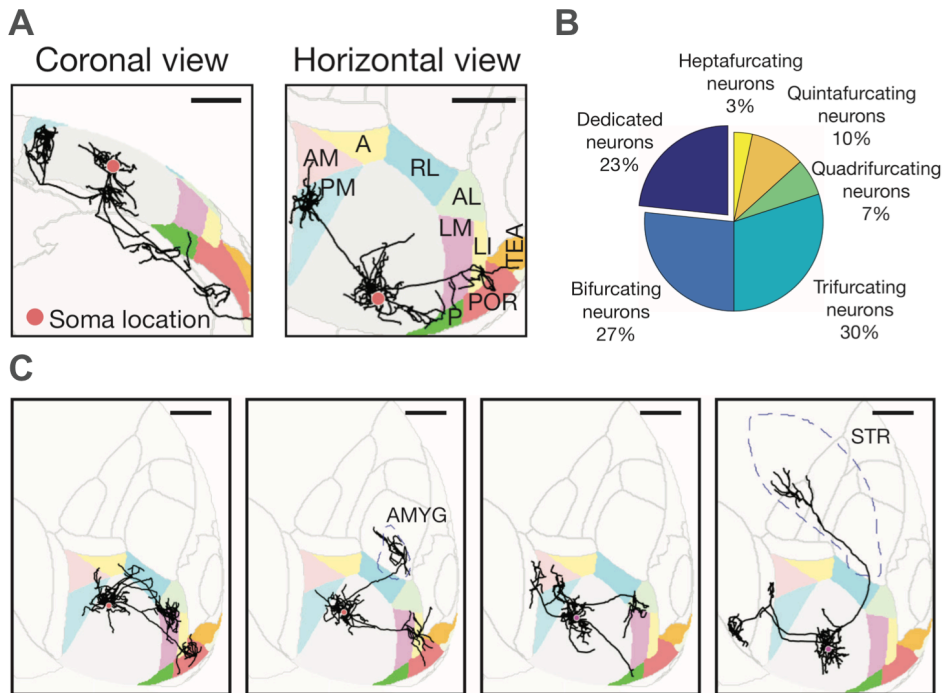 A
Coronal view
Soma location
Horizontal view
A
AM
PM
RL
AL
LM
LI
TEA
POR
P
B
Heptafurcating
neurons
3%
Quintafurcating
neurons
10%
Quadrifurcating
neurons
7%
Trifurcating
neurons
30%
Bifurcating
neurons
27%
Dedicated
neurons
23%
C
AMYG
STR